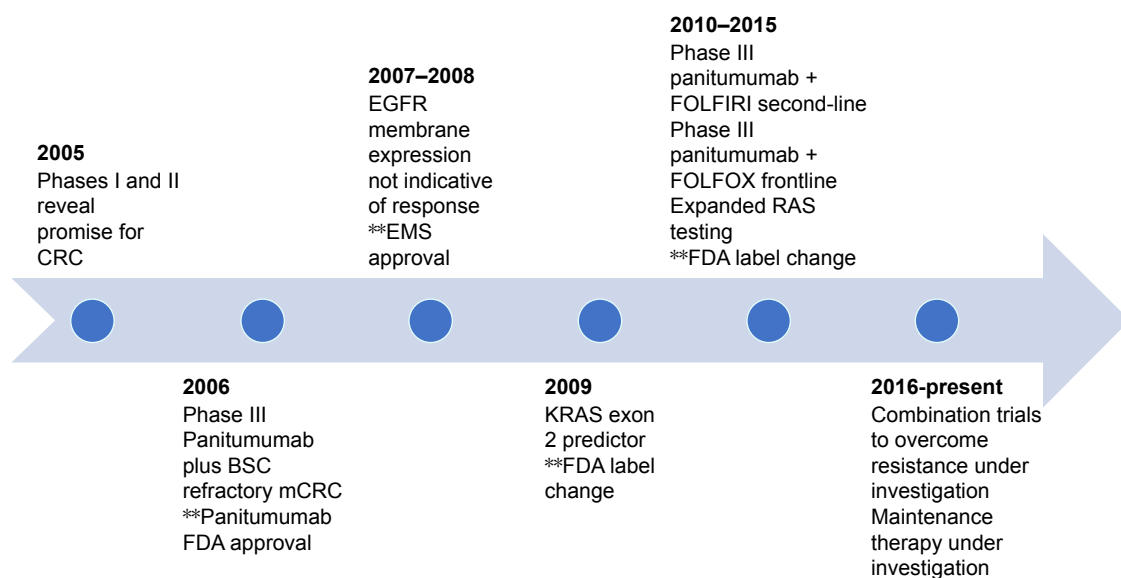 2005
Phases I and II
reveal
promise for
CRC
2006
Phase III
Panitumumab
plus BSC
refractory mCRC
**Panitumumab
FDA approval
2007–2008
EGFR
membrane
expression
not indicative
of response
**EMS
approval
2009
KRAS exon
2 predictor
**FDA label
change
2010–2015
Phase III
panitumumab +
FOLFIRI second-line
Phase III
panitumumab +
FOLFOX frontline
Expanded RAS
testing
**FDA label change
2016-present
Combination trials
to overcome
resistance under
investigation
Maintenance
therapy under
investigation